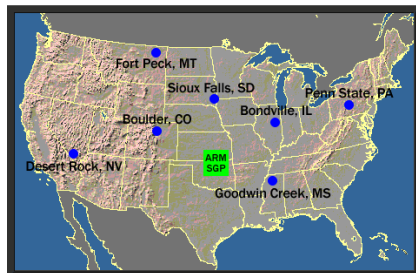 Fort Peck, MT
Sioux Falls, SD
Penn State, PA
Bondville, IL
Boulder, CO
ARM
SGP
Desert Rock, NV
Goodwin Creek, MS